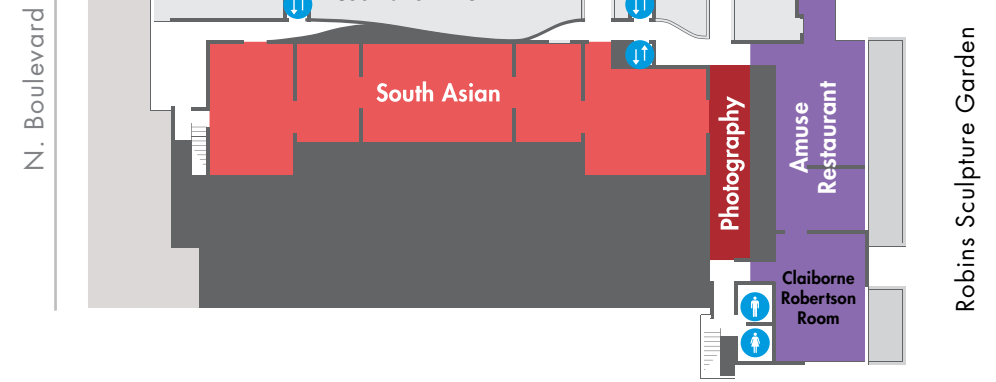 N. Boulevard
South Asian
Photography
Amuse
Restaurant
Claiborne
Robertson
Room
Robins Sculpture Garden